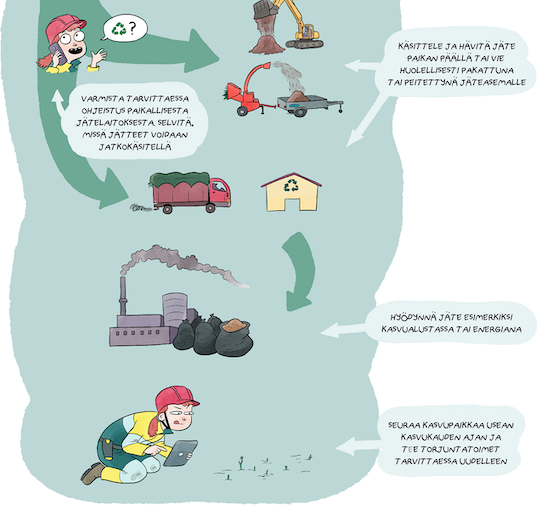 ?
KÄSITTELE JA HÄVITÄ JÄTE
PAIKAN PÄÄLLÄ TAI VIE
HUOLELLISESTI PAKATTUNA
TAI PEITETTYNÄ JÄTEASEMALLE
VARMISTA TARVITTAESSA
OHJEISTUS PAIKALLISESTA
JÄTELAITOKSESTA. SELVITÄ,
MISSÄ JÄTTEET VOIDAAN
JATKOKÄSITELLÄ
HYÖDYNNÄ JÄTE ESIMERKIKSI
KASVUALUSTASSA TAI ENERGIANA
SEURAA KASVUPAIKKAA USEAN
KASVUKAUDEN AJAN JA
TEE TORJUNTATOIMET
TARVITTAESSA UUDELLEEN